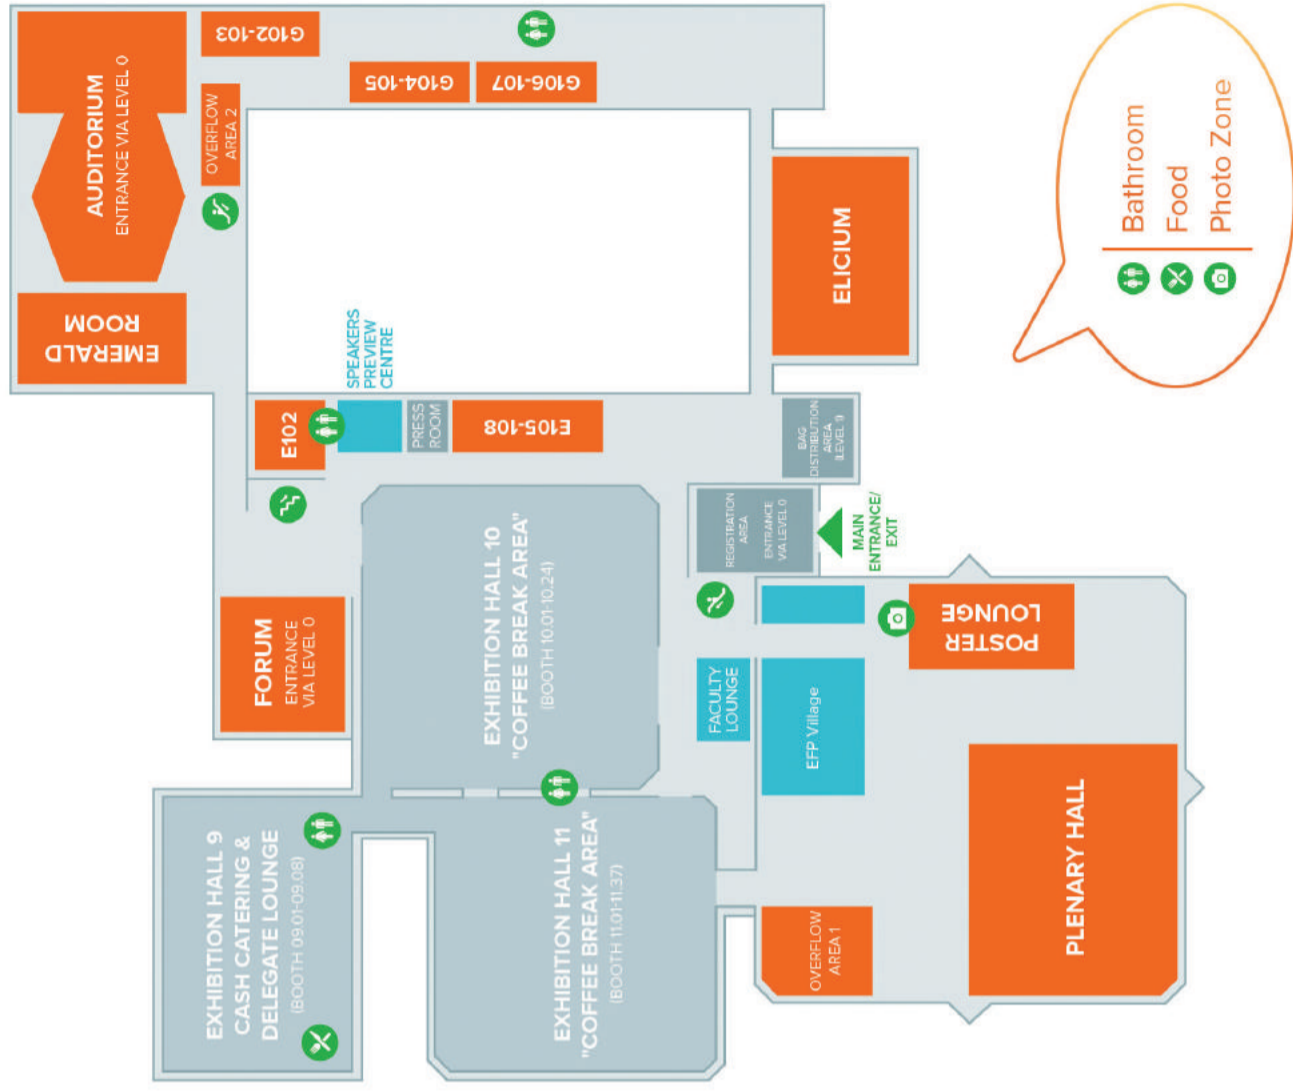 EXHIBITION HALL 9
CASH CATERING &
DELEGATE LOUNGE
(BOOTH 09.01-09.08)
EXHIBITION HALL 11
"COFFEE BREAK AREA"
(BOOTH 11.01-11.37)
EXHIBITION HALL 10
"COFFEE BREAK AREA"
(BOOTH 10.01-10.24)
FORUM
ENTRANCE
VIA LEVEL 0
EMERALD
ROOM
AUDITORIUM
ENTRANCE VIA LEVEL 0
OVERFLOW
AREA 2
G102-103
G104-105
G106-107
E102
SPEAKERS
PREVIEW
CENTRE
PRESS
ROOM
E105-108
ELICIUM
BAG
DISTRIBUTION
AREA
(LEVEL 1)
REGISTRATION
AREA
ENTRANCE
VIA LEVEL 0
MAIN
ENTRANCE/
EXIT
FACULTY
LOUNGE
EFP Village
POSTER
LOUNGE
OVERFLOW
AREA 1
PLENARY HALL
Bathroom
Food
Photo Zone